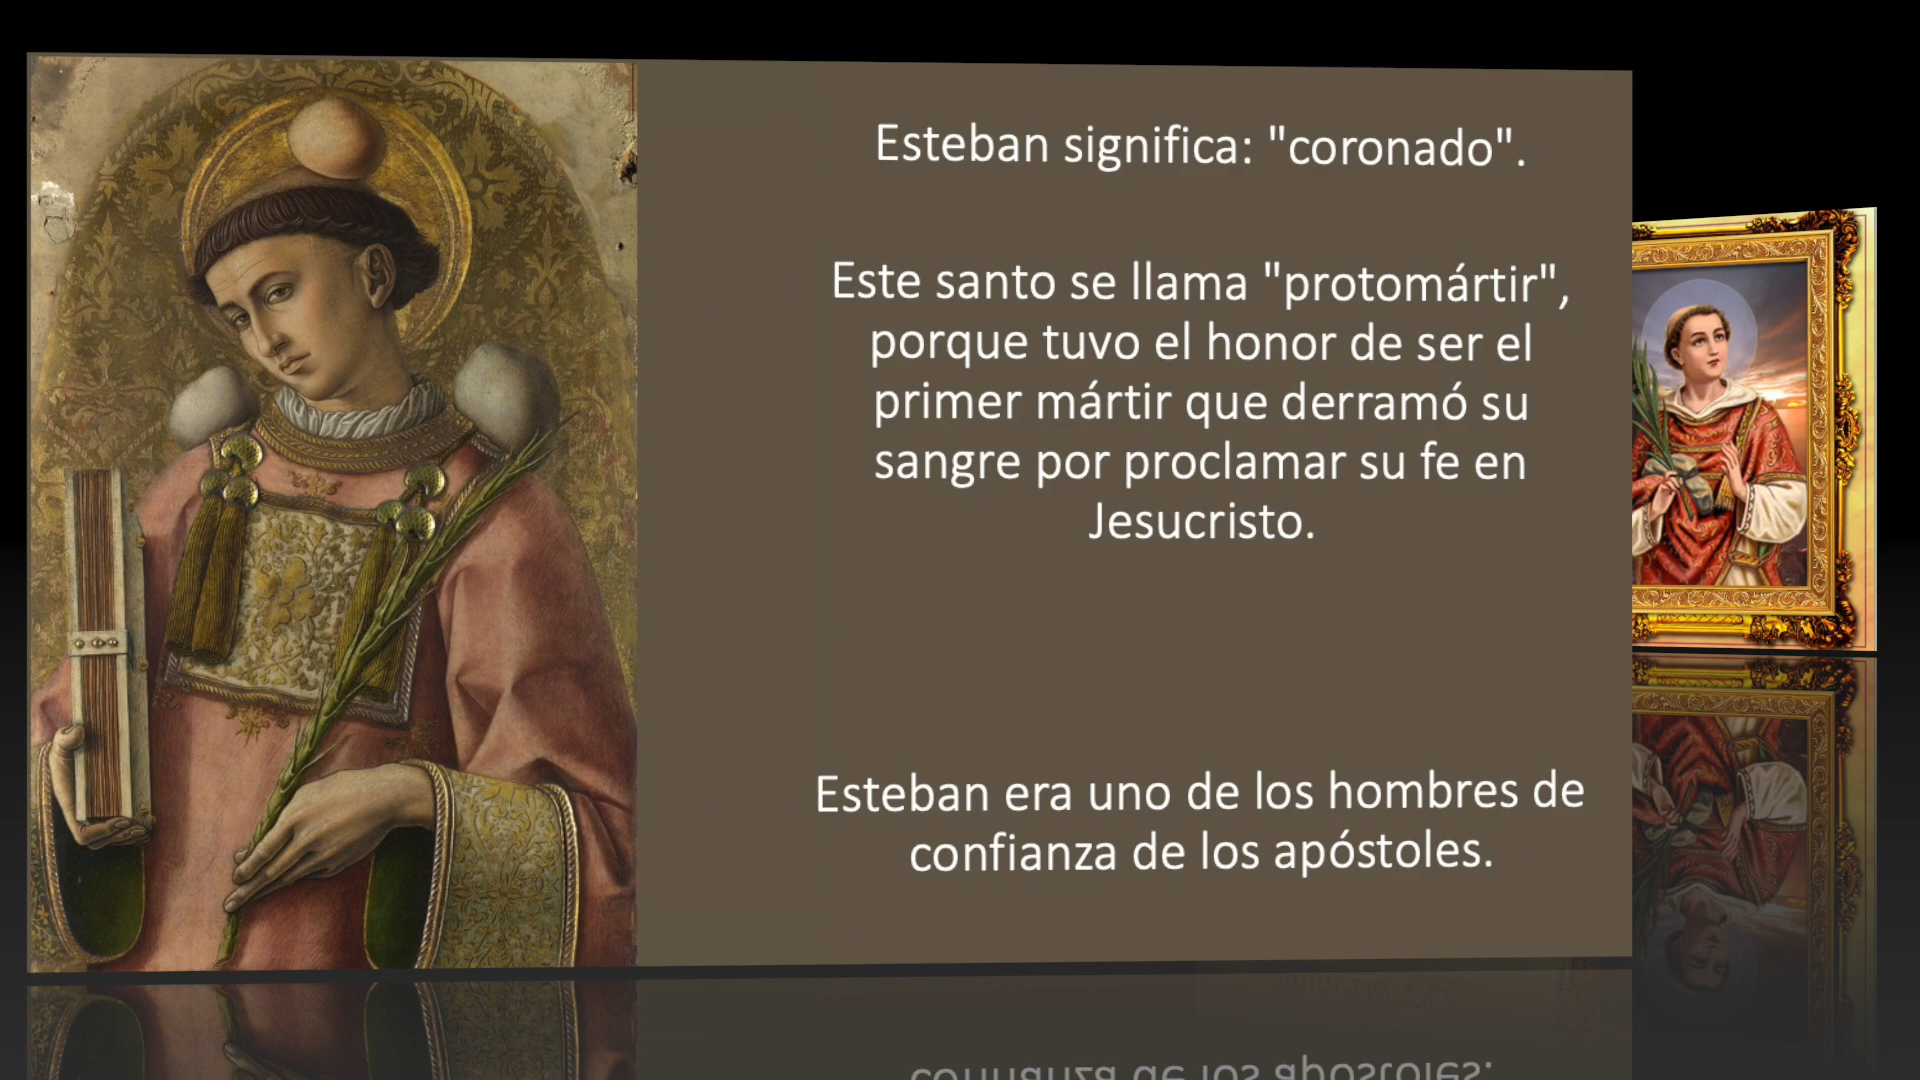 Esteban significa: "coronado".
Este santo se llama "protomártir",
porque tuvo el honor de ser el
primer mártir que derramó su
sangre por proclamar su fe en
Jesucristo.
Esteban era uno de los hombres de
confianza de los apóstoles.